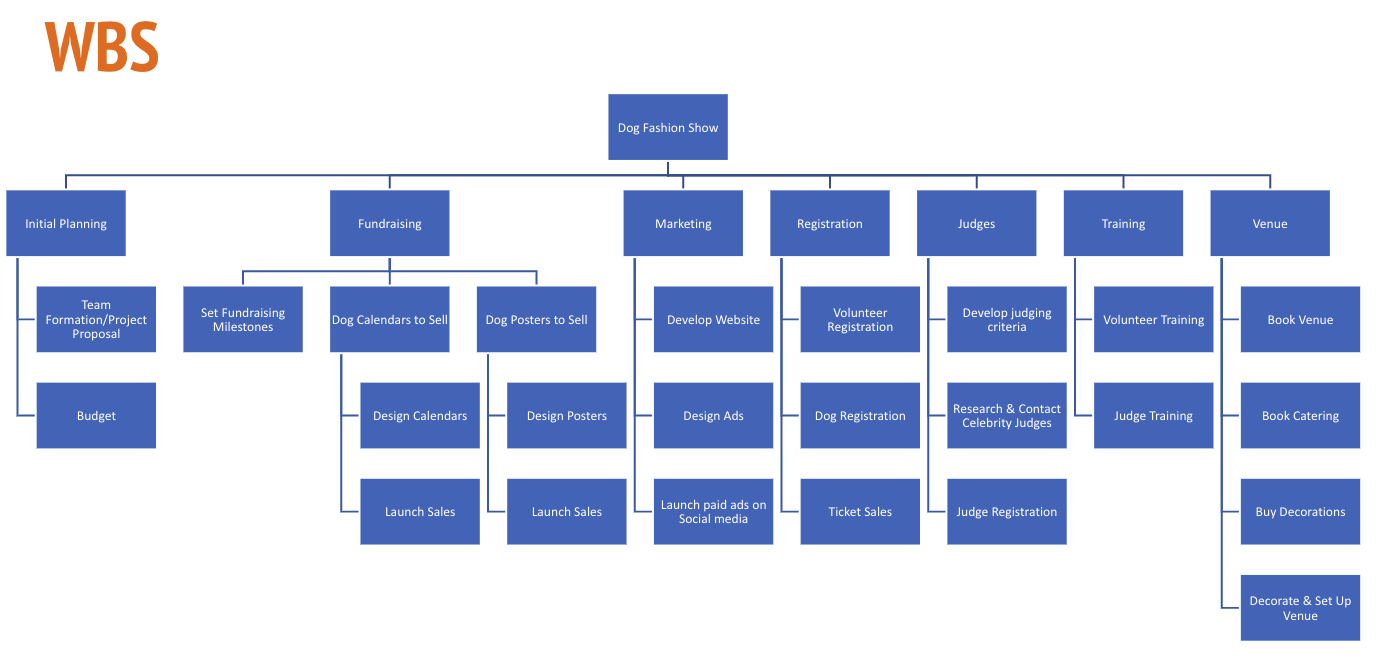 WBS
Dog Fashion Show
Initial Planning
Fundraising
Marketing
Registration
Judges
Training
Venue
Team
Formation/Project
Proposal
Set Fundraising
Milestones
Dog Calendars to Sell
Dog Posters to Sell
Develop Website
Volunteer
Registration
Develop judging
criteria
Volunteer Training
Book Venue
Budget
Design Calendars
Design Posters
Design Ads
Dog Registration
Research & Contact
Celebrity Judges
Judge Training
Book Catering
Launch Sales
Launch Sales
Launch paid ads on
Social media
Ticket Sales
Judge Registration
Buy Decorations
Decorate & Set Up
Venue